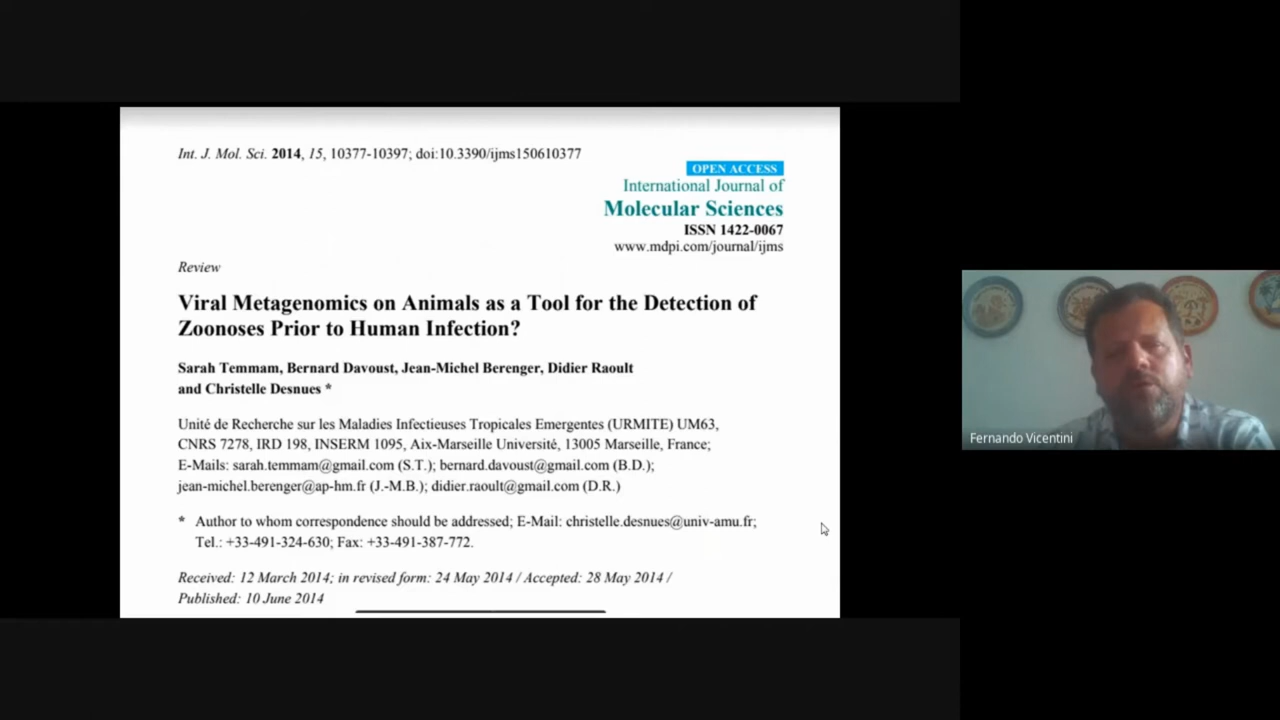 Int. J. Mol. Sci. 2014, 15, 10377-10397; doi:10.3390/ijms150610377
OPEN ACCESS
International Journal of
Molecular Sciences
ISSN 1422-0067
www.mdpi.com/journal/ijms
Review
Viral Metagenomics on Animals as a Tool for the Detection of
Zoonoses Prior to Human Infection?
Sarah Temmam, Bernard Davoust, Jean-Michel Berenger, Didier Raoult
and Christelle Desnues *
Unité de Recherche sur les Maladies Infectieuses Tropicales Emergentes (URMITE) UM63,
CNRS 7278, IRD 198, INSERM 1095, Aix-Marseille Université, 13005 Marseille, France;
E-Mails: sarah.temmam@gmail.com (S.T.); bernard.davoust@gmail.com (B.D.);
jean-michel.berenger@ap-hm.fr (J.-M.B.); didier.raoult@gmail.com (D.R.)
* Author to whom correspondence should be addressed; E-Mail: christelle.desnues@univ-amu.fr;
Tel.: +33-491-324-630; Fax: +33-491-387-772.
Received: 12 March 2014; in revised form: 24 May 2014 / Accepted: 28 May 2014 /
Published: 10 June 2014
Fernando Vicentini